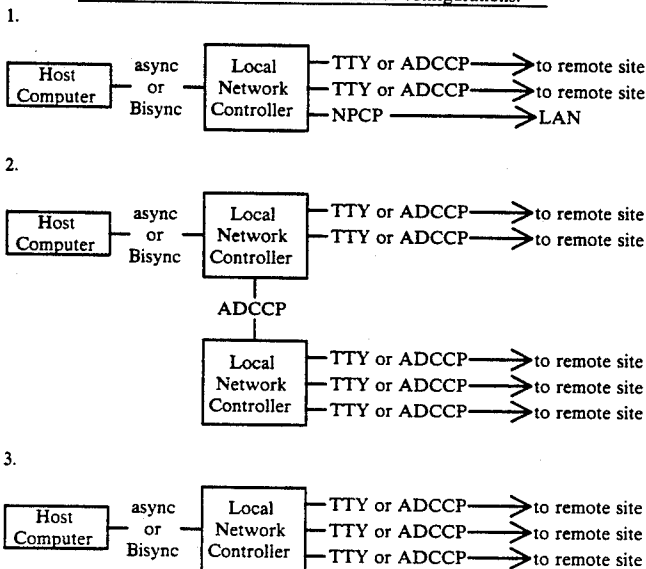 configurations.
1.
Host Computer
async or Bisync
Local Network Controller
TTY or ADCCP to remote site
TTY or ADCCP to remote site
NPCP LAN
2.
Host Computer
async or Bisync
Local Network Controller
TTY or ADCCP to remote site
TTY or ADCCP to remote site
ADCCP
Local Network Controller
TTY or ADCCP to remote site
TTY or ADCCP to remote site
TTY or ADCCP to remote site
3.
Host Computer
async or Bisync
Local Network Controller
TTY or ADCCP to remote site
TTY or ADCCP to remote site
TTY or ADCCP to remote site